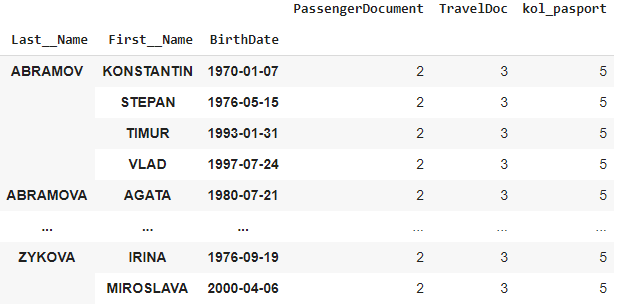 PassengerDocument TravelDoc kol_pasport
Last__Name First__Name BirthDate
ABRAMOV KONSTANTIN 1970-01-07 2 3 5
STEPAN 1976-05-15 2 3 5
TIMUR 1993-01-31 2 3 5
VLAD 1997-07-24 2 3 5
ABRAMOVA AGATA 1980-07-21 2 3 5
... ... ... ... ... ...
ZYKOVA IRINA 1976-09-19 2 3 5
MIROSLAVA 2000-04-06 2 3 5